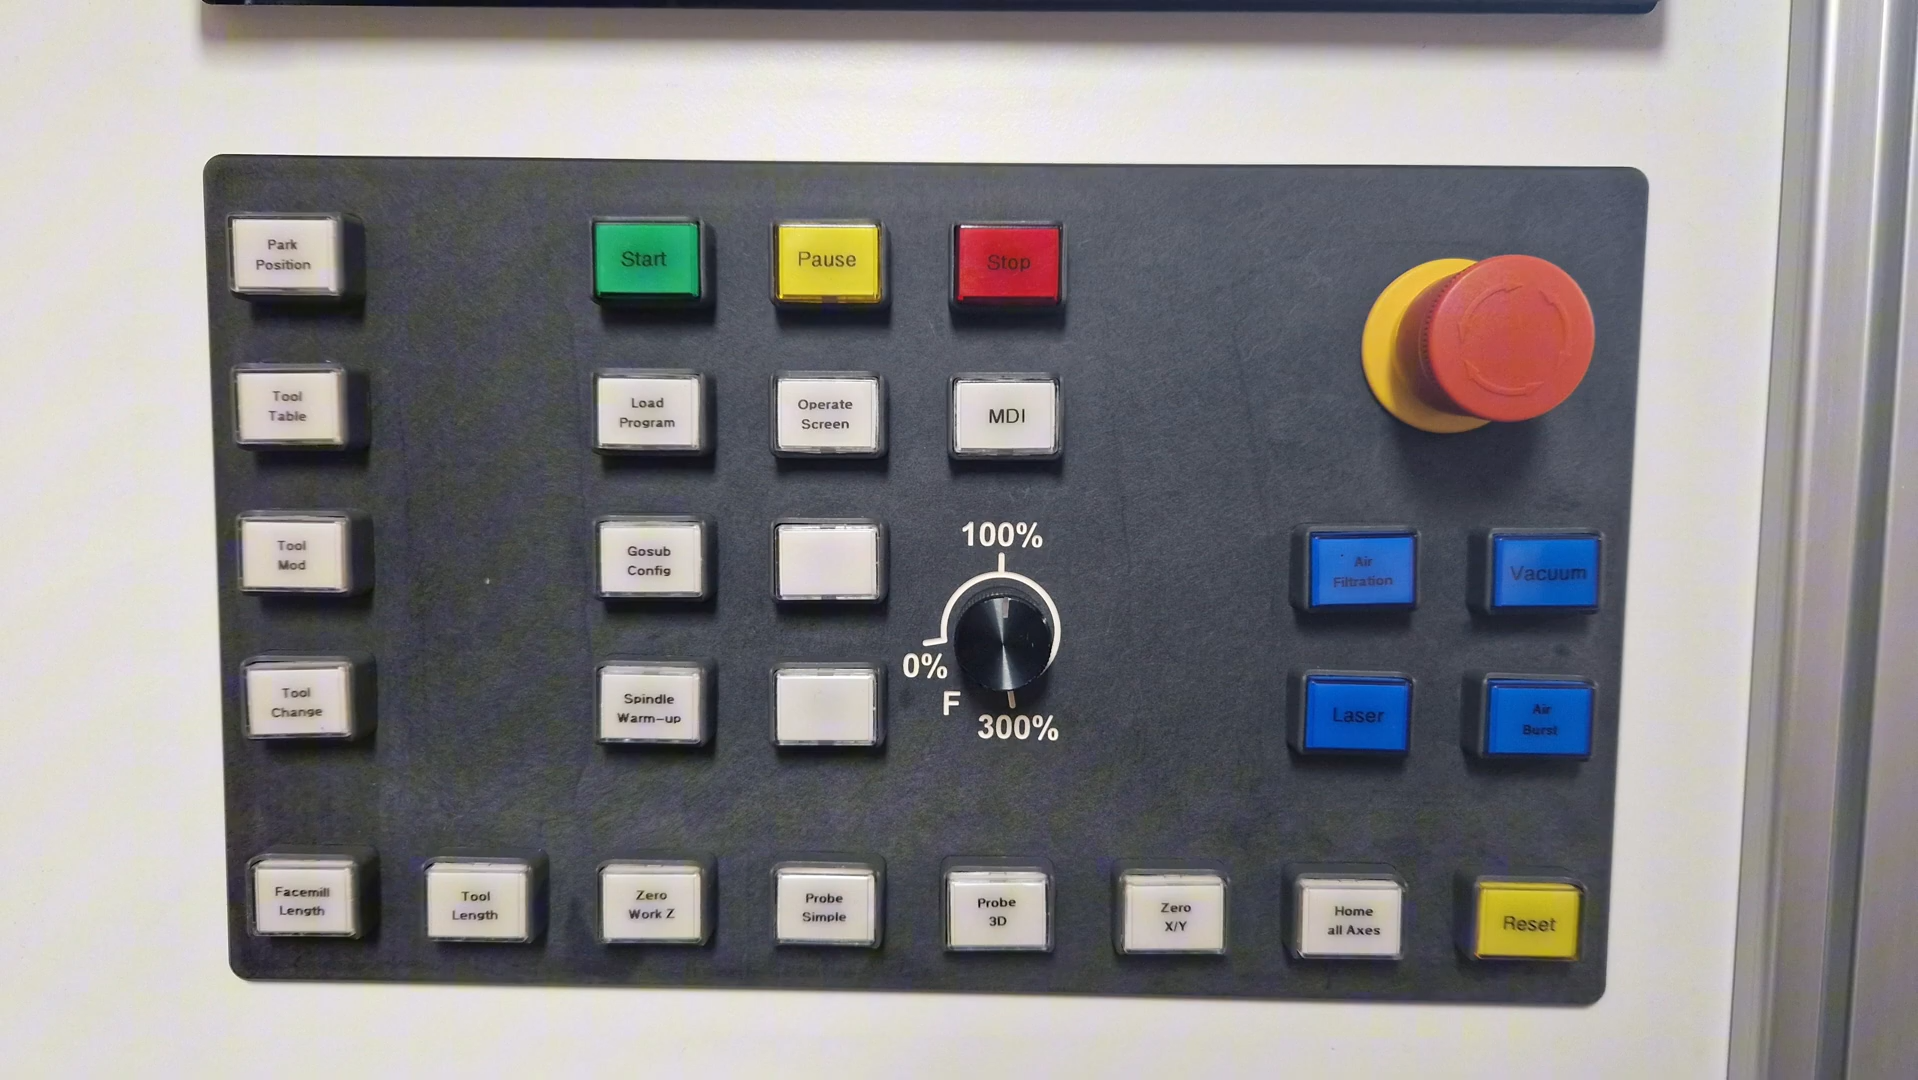 Park
Position
Start
Pause
Stop
Tool
Table
Load
Program
Operate
Screen
MDI
Tool
Mod
Gosub
Config
100%
0%
F
300%
Air
Filtration
Vacuum
Tool
Change
Spindle
Warm-up
Laser
Air
Burst
Facemill
Length
Tool
Length
Zero
Work Z
Probe
Simple
Probe
3D
Zero
X/Y
Home
all Axes
Reset